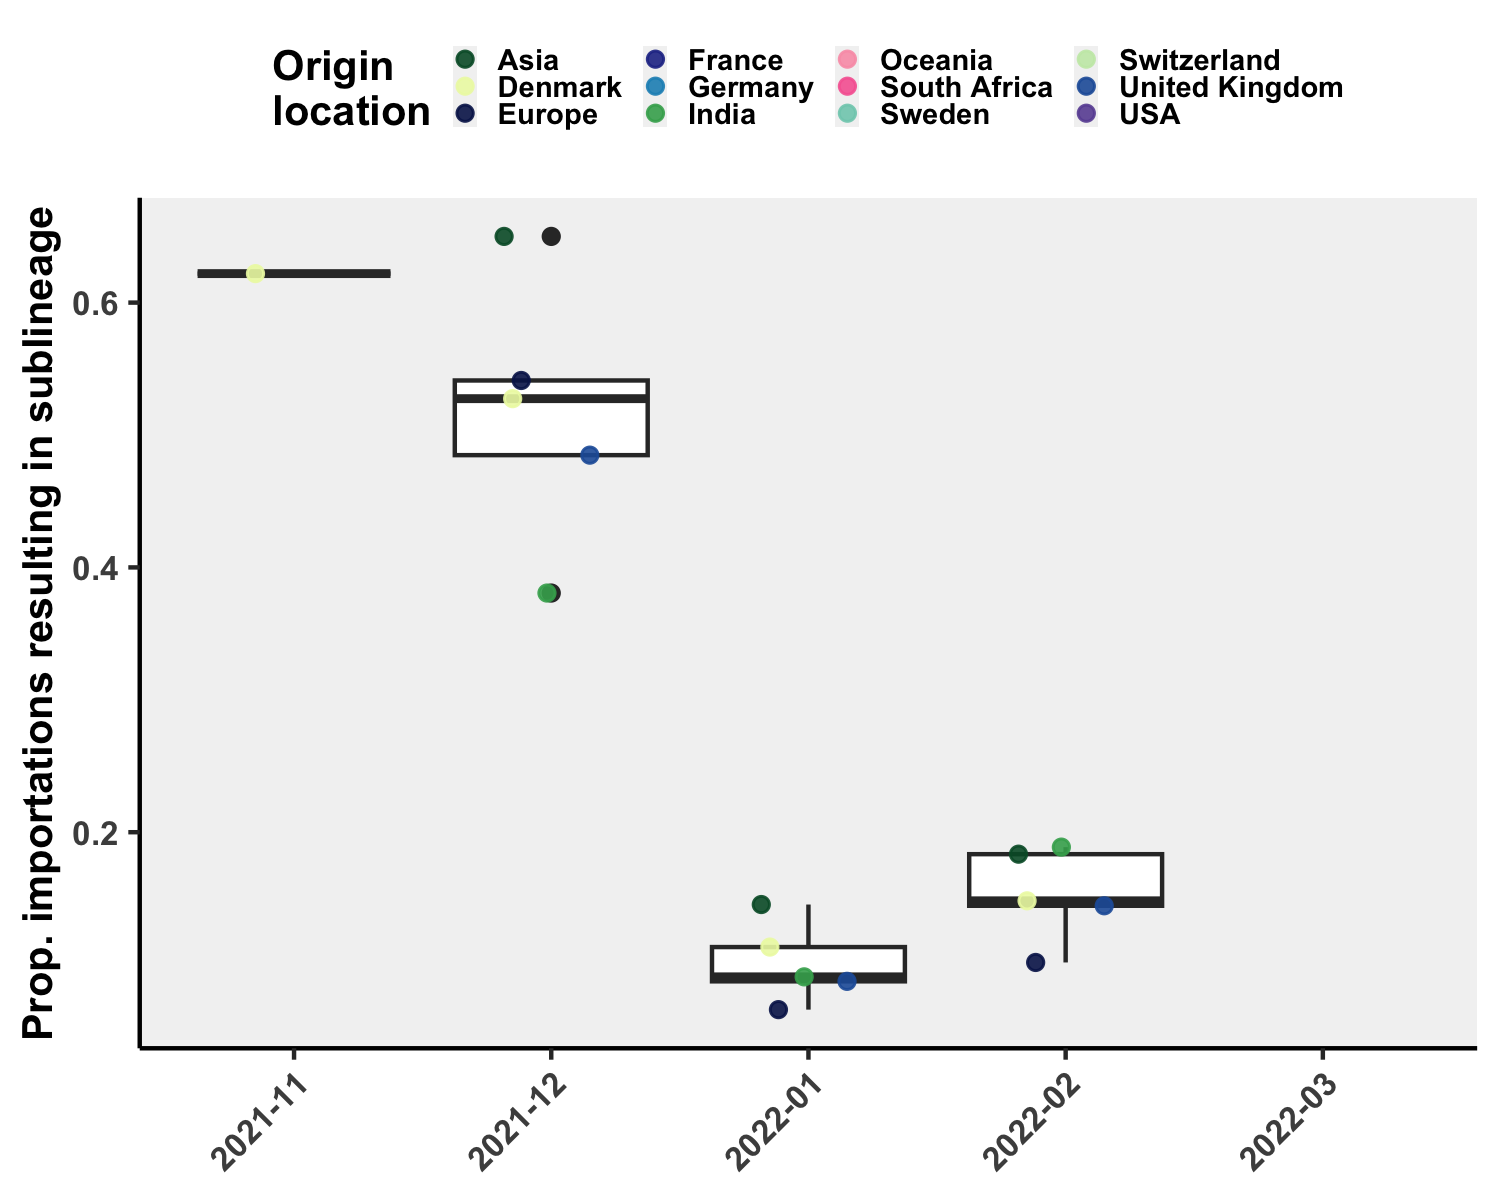 Origin
location
Asia
Denmark
Europe
France
Germany
India
Oceania
South Africa
Sweden
Switzerland
United Kingdom
USA
Prop. importations resulting in sublineage
0.6
0.4
0.2
2021-11
2021-12
2022-01
2022-02
2022-03